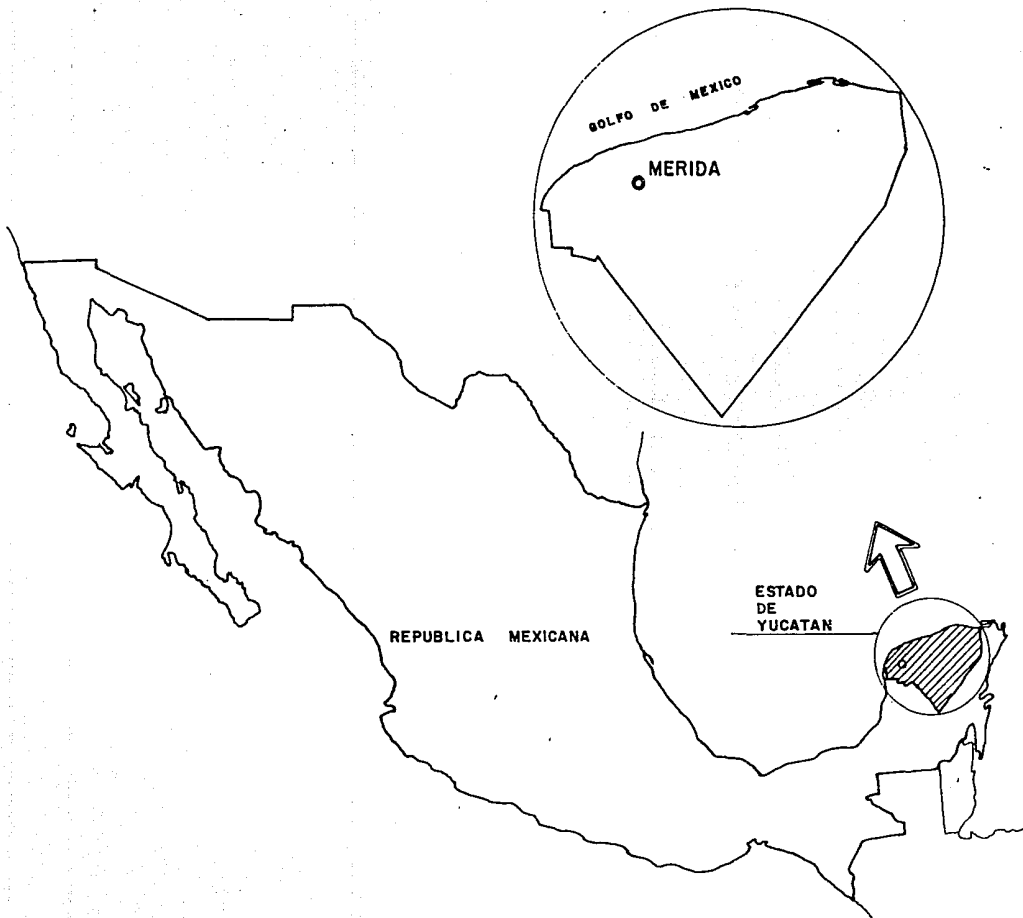 GOLFO DE MEXICO
MERIDA
ESTADO
DE
YUCATAN
REPUBLICA MEXICANA